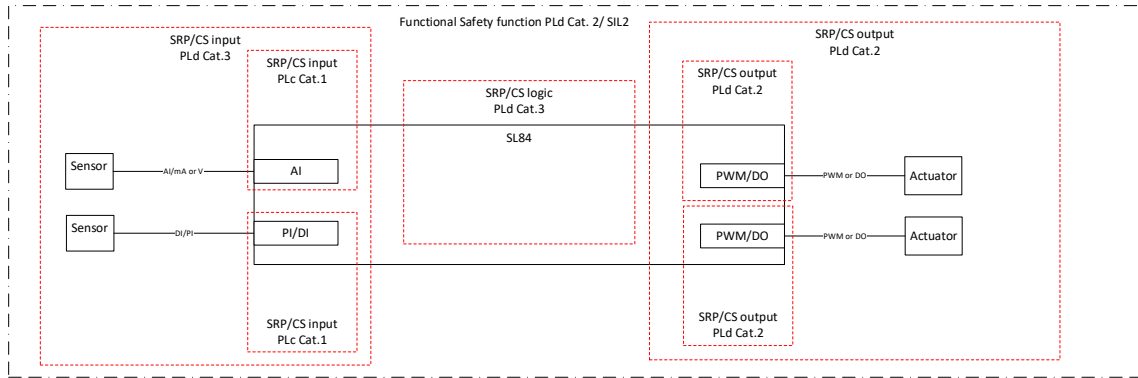 Functional Safety function PLd Cat. 2/ SIL2
SRP/CS input
PLd Cat.3
SRP/CS input
PLc Cat.1
SRP/CS logic
PLd Cat.3
SL84
SRP/CS output
PLd Cat.2
SRP/CS output
PLd Cat.2
Sensor
AI/mA or V
AI
PWM/DO
PWM or DO
Actuator
Sensor
DI/PI
PI/DI
PWM/DO
PWM or DO
Actuator
SRP/CS input
PLc Cat.1
SRP/CS output
PLd Cat.2